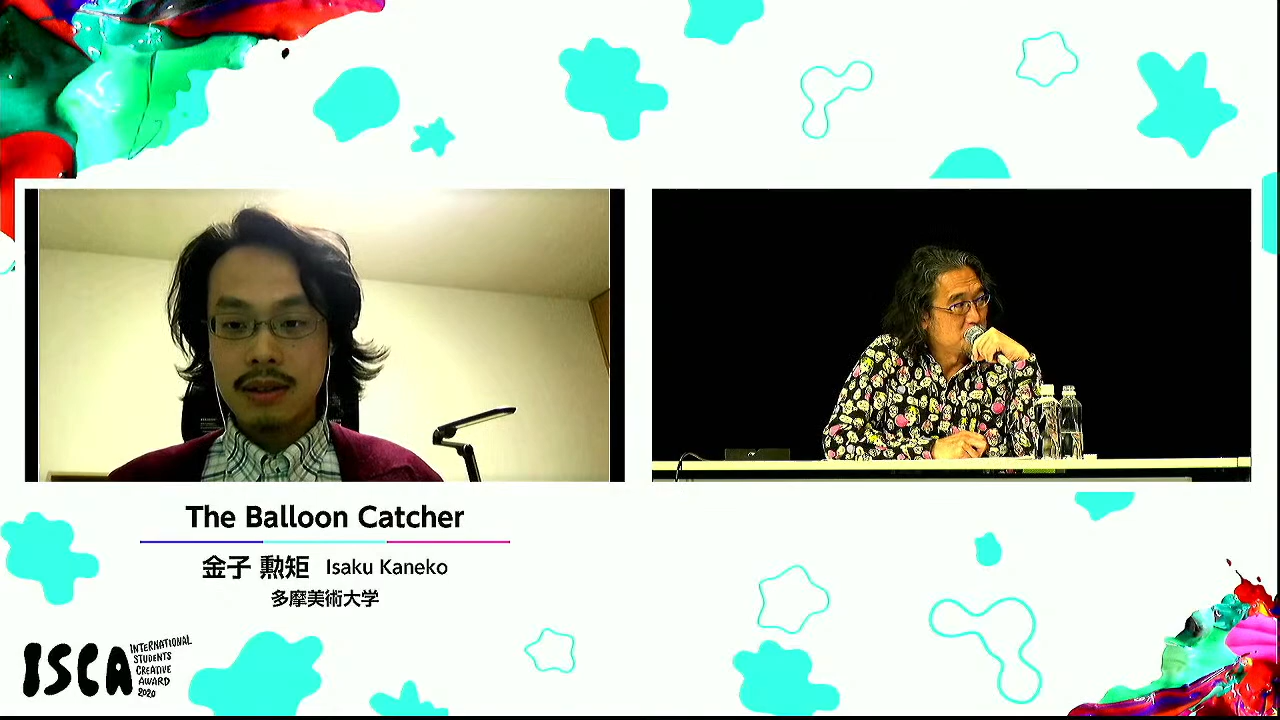 The Balloon Catcher
金子 勲矩 Isaku Kaneko
多摩美術大学
ISCA
INTERNATIONAL
STUDENTS
CREATIVE
AWARD
2020